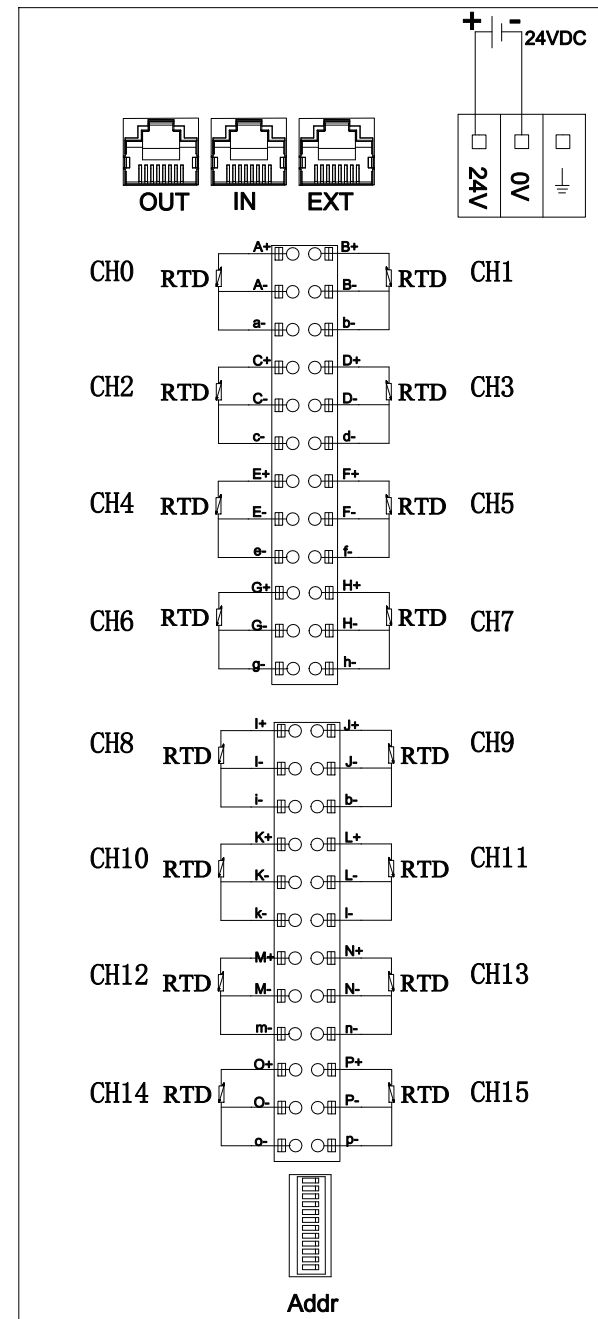 + - 24VDC
24V 0V
OUT IN EXT
A+ B+
CH0 RTD A- B- RTD CH1
a- b-
C+ D+
CH2 RTD C- D- RTD CH3
c- d-
E+ F+
CH4 RTD E- F- RTD CH5
e- f-
G+ H+
CH6 RTD G- H- RTD CH7
g- h-
I+ J+
CH8 RTD I- J- RTD CH9
i- b-
K+ L+
CH10 RTD K- L- RTD CH11
k- l-
M+ N+
CH12 RTD M- N- RTD CH13
m- n-
O+ P+
CH14 RTD O- P- RTD CH15
o- p-
Addr